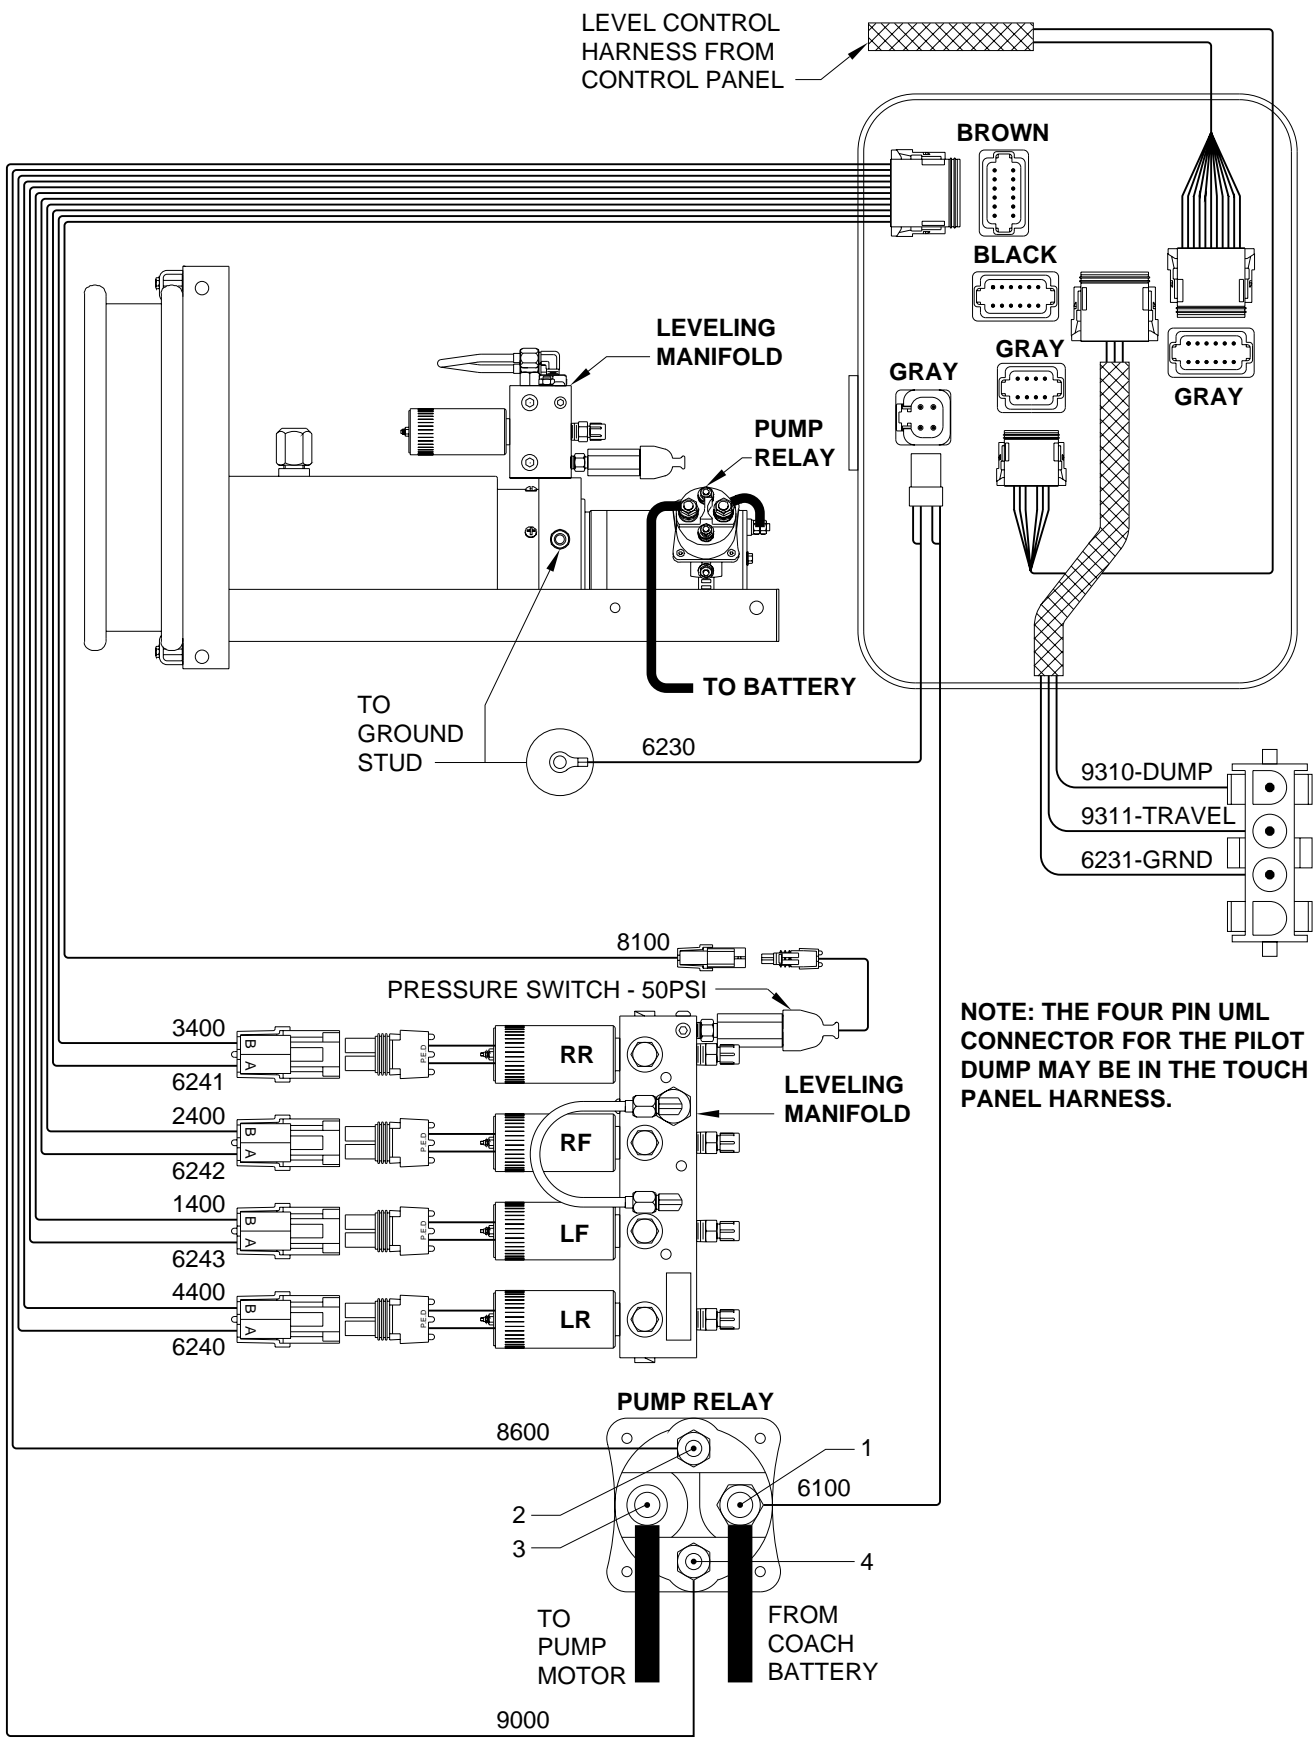 LEVEL CONTROL
HARNESS FROM
CONTROL PANEL
BROWN
BLACK
GRAY
GRAY
GRAY
LEVELING
MANIFOLD
PUMP
RELAY
TO BATTERY
TO
GROUND
STUD
6230
9310-DUMP
9311-TRAVEL
6231-GRND
8100
PRESSURE SWITCH - 50PSI
NOTE: THE FOUR PIN UML
CONNECTOR FOR THE PILOT
DUMP MAY BE IN THE TOUCH
PANEL HARNESS.
3400
B
A
P.E.D
RR
6241
LEVELING
MANIFOLD
2400
B
A
P.E.D
RF
6242
1400
B
A
P.E.D
LF
6243
4400
B
A
P.E.D
LR
6240
PUMP RELAY
8600
1
6100
2
3
4
TO
PUMP
MOTOR
FROM
COACH
BATTERY
9000